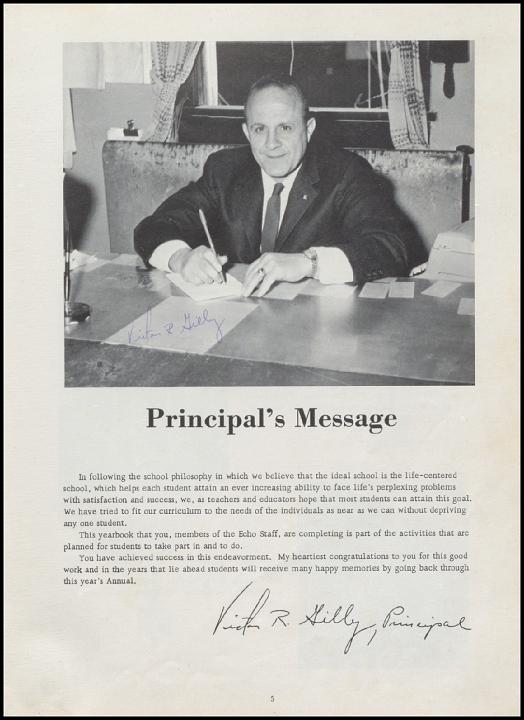 Victor R Gilly
Principal's Message
In following the school philosophy in which we believe that the ideal school is the life-centered
school, which helps each student attain an ever increasing ability to face life's perplexing problems
with satisfaction and success, we, as teachers and educators hope that most students can attain this goal.
We have tried to fit our curriculum to the needs of the individuals as near as we can without depriving
any one student.
This yearbook that you, members of the Echo Staff, are completing is part of the activities that are
planned for students to take part in and to do.
You have achieved success in this endeavorment. My heartiest congratulations to you for this good
work and in the years that lie ahead students will receive many happy memories by going back through
this year's Annual.
Victor R. Gilly, Principal
5